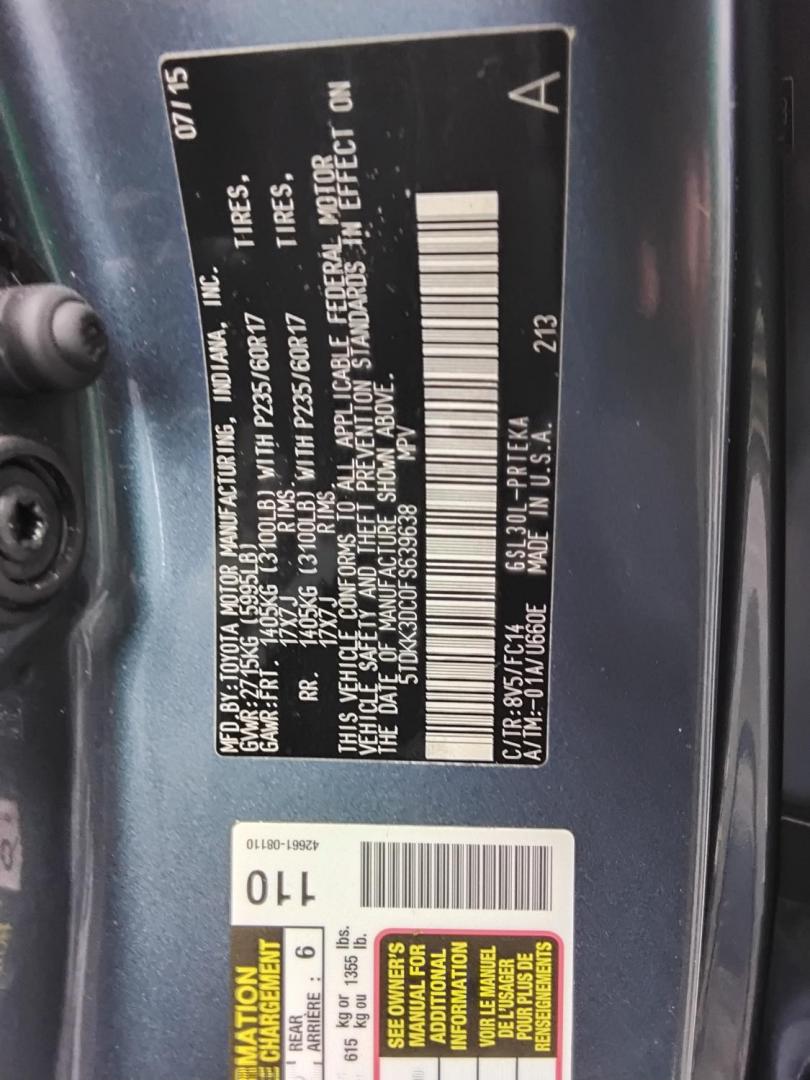 07/15
MFD.BY:TOYOTA MOTOR MANUFACTURING, INDIANA, INC.
GVWR:2715KG (5995LB)
GAWR:FRT. 1405KG (3100LB) WITH P235/60R17 TIRES,
17X7J RIMS.
RR. 1405KG (3100LB) WITH P235/60R17 TIRES,
17X7J RIMS.
THIS VEHICLE CONFORMS TO ALL APPLICABLE FEDERAL MOTOR
VEHICLE SAFETY AND THEFT PREVENTION STANDARDS IN EFFECT ON
THE DATE OF MANUFACTURE SHOWN ABOVE.
5TDKK3DC0FS639638 MPV
A
C/TR:8V5/FC14 GSL30L-PRTEKA
A/TM:-01A/U660E MADE IN U.S.A. 213
42661-08110
110
MATION
CHARGEMENT
REAR
ARRIÈRE : 6
615 kg or 1355 lbs.
kg ou lb.
SEE OWNER'S
MANUAL FOR
ADDITIONAL
INFORMATION
VOIR LE MANUEL
DE L'USAGER
POUR PLUS DE
RENSEIGNEMENTS